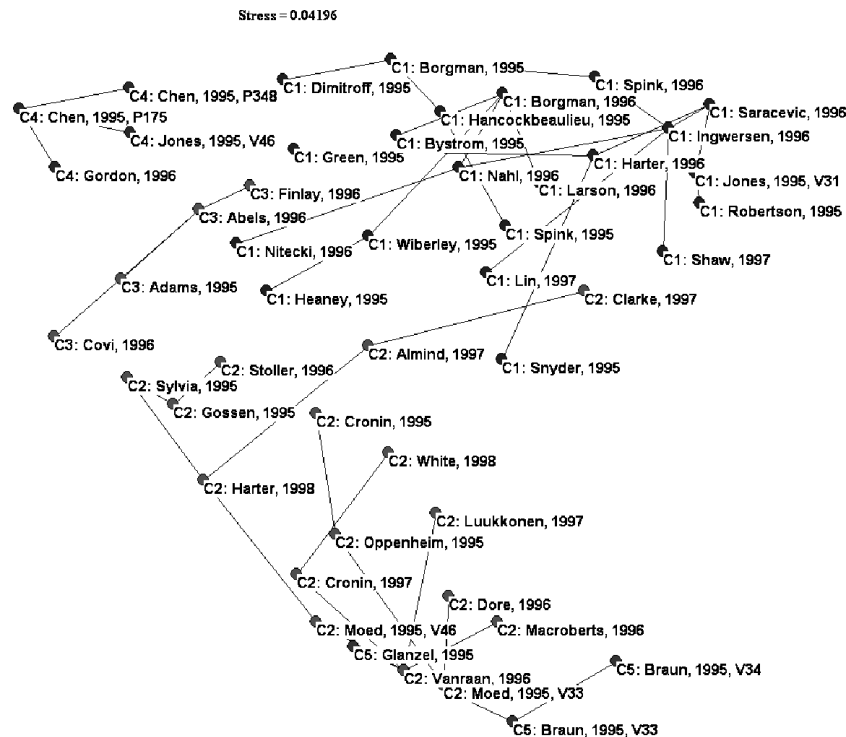 Stress = 0.04196
C1: Borgman, 1995
C1: Dimitroff, 1995
C1: Spink, 1996
C4: Chen, 1995, P348
C1: Borgman, 1996
C4: Chen, 1995, P175
C1: Hancockbeaulieu, 1995
C1: Saracevic, 1996
C4: Jones, 1995, V46
C1: Bystrom, 1995
C1: Ingwersen, 1996
C1: Green, 1995
C1: Harter, 1996
C4: Gordon, 1996
C1: Nahl, 1996
C1: Jones, 1995, V31
C3: Finlay, 1996
C1: Larson, 1996
C3: Abels, 1996
C1: Robertson, 1995
C1: Nitecki, 1996
C1: Wiberley, 1995
C1: Spink, 1995
C1: Shaw, 1997
C3: Adams, 1995
C1: Lin, 1997
C1: Heaney, 1995
C2: Clarke, 1997
C3: Covi, 1996
C2: Almind, 1997
C1: Snyder, 1995
C2: Stoller, 1996
C2: Sylvia, 1995
C2: Gossen, 1995
C2: Cronin, 1995
C2: White, 1998
C2: Harter, 1998
C2: Luukkonen, 1997
C2: Oppenheim, 1995
C2: Cronin, 1997
C2: Dore, 1996
C2: Moed, 1995, V46
C2: Macroberts, 1996
C5: Glanzel, 1995
C5: Braun, 1995, V34
C2: Vanraan, 1996
C2: Moed, 1995, V33
C5: Braun, 1995, V33